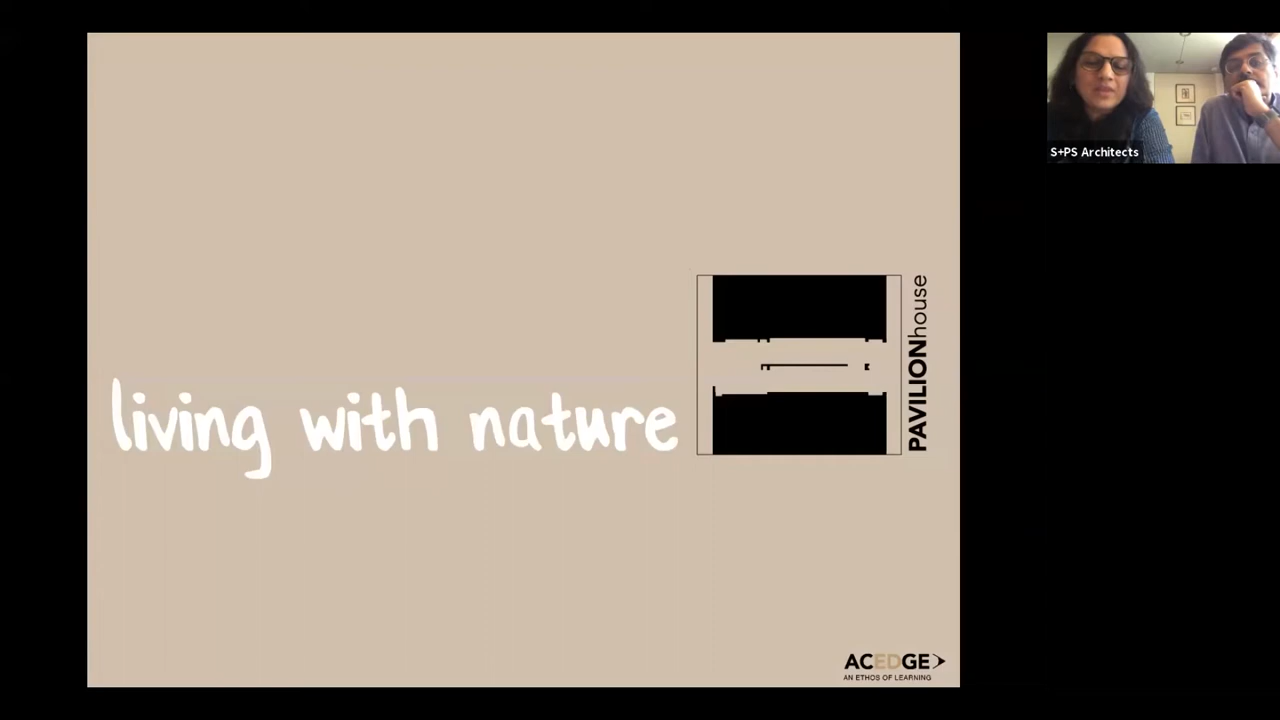 S+PS Architects
living with nature
PAVILIONhouse
ACEDGE
AN ETHOS OF LEARNING